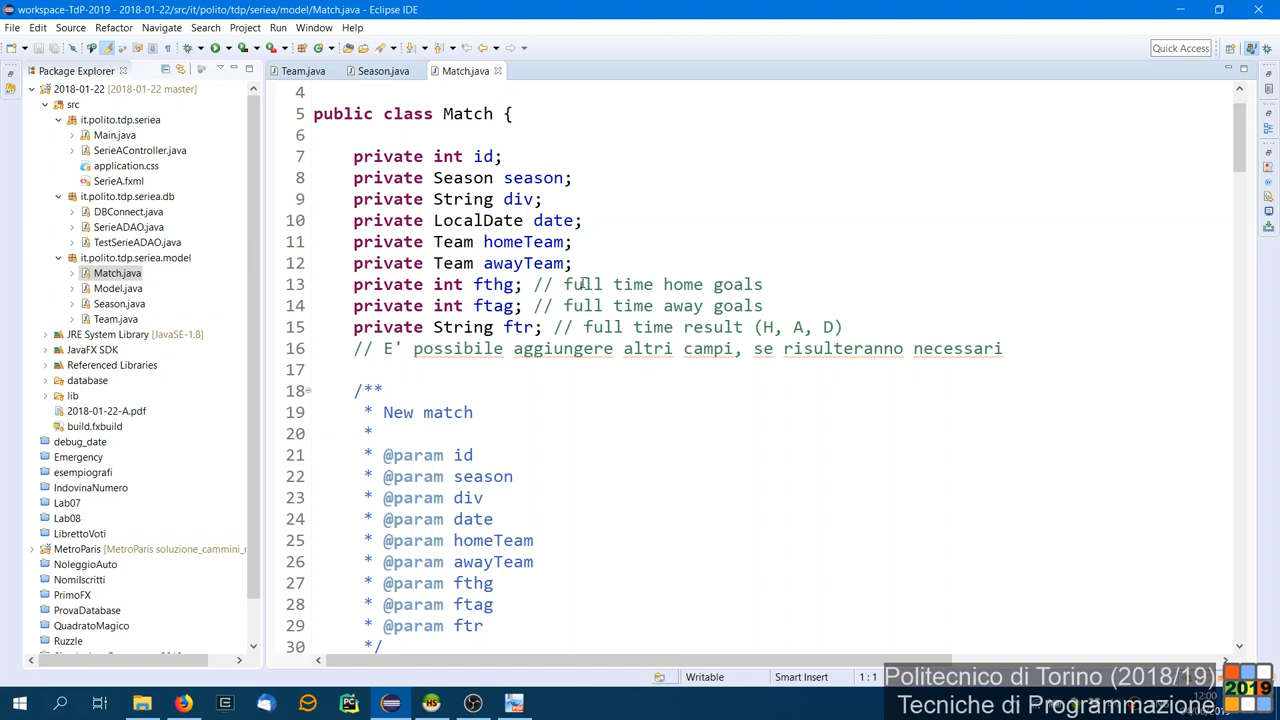 workspace-TdP-2019 - 2018-01-22/src/it/polito/tdp/seriea/model/Match.java - Eclipse IDE
File Edit Source Refactor Navigate Search Project Run Window Help
Quick Access
Package Explorer
Team.java Season.java Match.java
2018-01-22 [2018-01-22 master]
src
it.polito.tdp.seriea
Main.java
SerieAController.java
application.css
SerieA.fxml
it.polito.tdp.seriea.db
DBConnect.java
SerieADAO.java
TestSerieADAO.java
it.polito.tdp.seriea.model
Match.java
Model.java
Season.java
Team.java
JRE System Library [JavaSE-1.8]
JavaFX SDK
Referenced Libraries
database
lib
2018-01-22-A.pdf
build.fxbuild
debug_date
Emergency
esempiografi
IndovinaNumero
Lab07
Lab08
LibrettoVoti
MetroParis [MetroParis soluzione_cammini_
NoleggioAuto
NomiIscritti
PrimoFX
ProvaDatabase
QuadratoMagico
Ruzzle
4
5 public class Match {
6
7 private int id;
8 private Season season;
9 private String div;
10 private LocalDate date;
11 private Team homeTeam;
12 private Team awayTeam;
13 private int fthg; // full time home goals
14 private int ftag; // full time away goals
15 private String ftr; // full time result (H, A, D)
16 // E' possibile aggiungere altri campi, se risulteranno necessari
17
18 /**
19 * New match
20 *
21 * @param id
22 * @param season
23 * @param div
24 * @param date
25 * @param homeTeam
26 * @param awayTeam
27 * @param fthg
28 * @param ftag
29 * @param ftr
30 */
Writable Smart Insert 1 : 1
Politecnico di Torino (2018/19)
Tecniche di Programmazione
2019
12:00